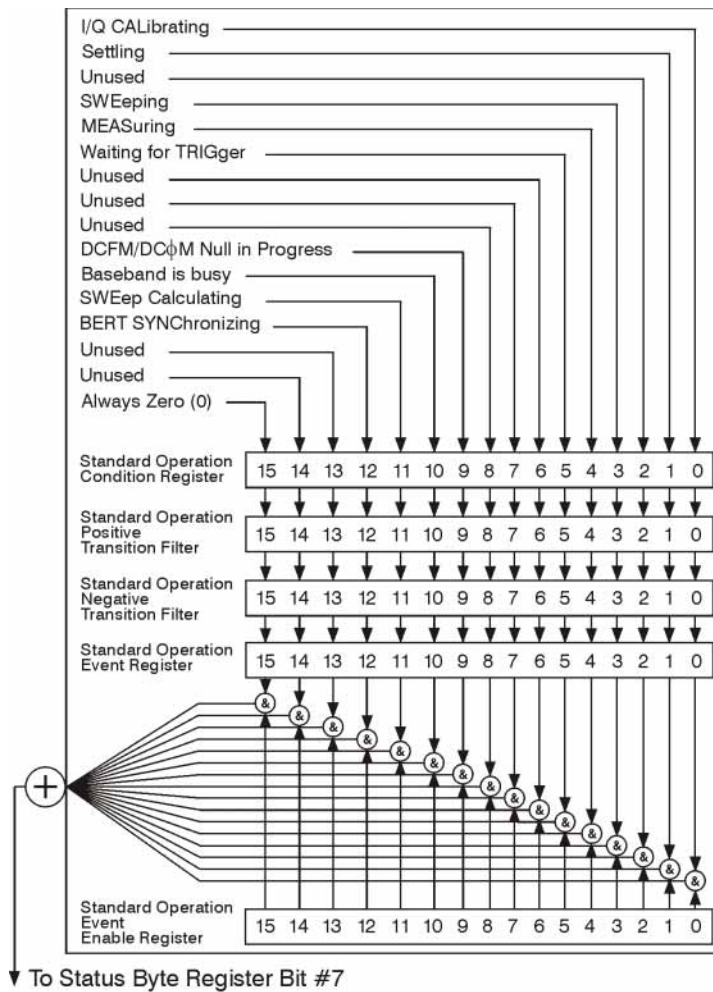 I/Q CALibrating
Settling
Unused
SWEeping
MEASuring
Waiting for TRIGger
Unused
Unused
Unused
DCFM/DCϕM Null in Progress
Baseband is busy
SWEep Calculating
BERT SYNChronizing
Unused
Unused
Always Zero (0)
Standard Operation
Condition Register
15 14 13 12 11 10 9 8 7 6 5 4 3 2 1 0
Standard Operation
Positive
Transition Filter
15 14 13 12 11 10 9 8 7 6 5 4 3 2 1 0
Standard Operation
Negative
Transition Filter
15 14 13 12 11 10 9 8 7 6 5 4 3 2 1 0
Standard Operation
Event Register
15 14 13 12 11 10 9 8 7 6 5 4 3 2 1 0
& & & & & & & & & & & & & & & &
+
Standard Operation
Event
Enable Register
15 14 13 12 11 10 9 8 7 6 5 4 3 2 1 0
To Status Byte Register Bit #7